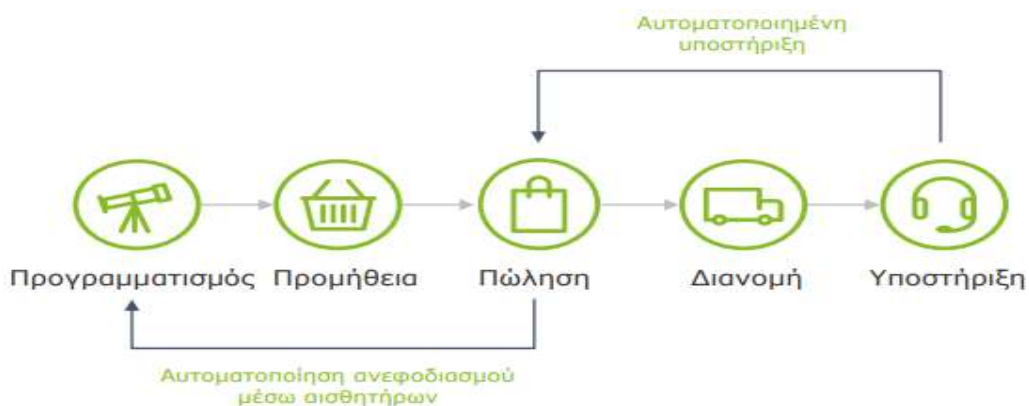 Αυτοματοποιημένη
υποστήριξη
Προγραμματισμός Προμήθεια Πώληση Διανομή Υποστήριξη
Αυτοματοποίηση ανεφοδιασμού
μέσω αισθητήρων